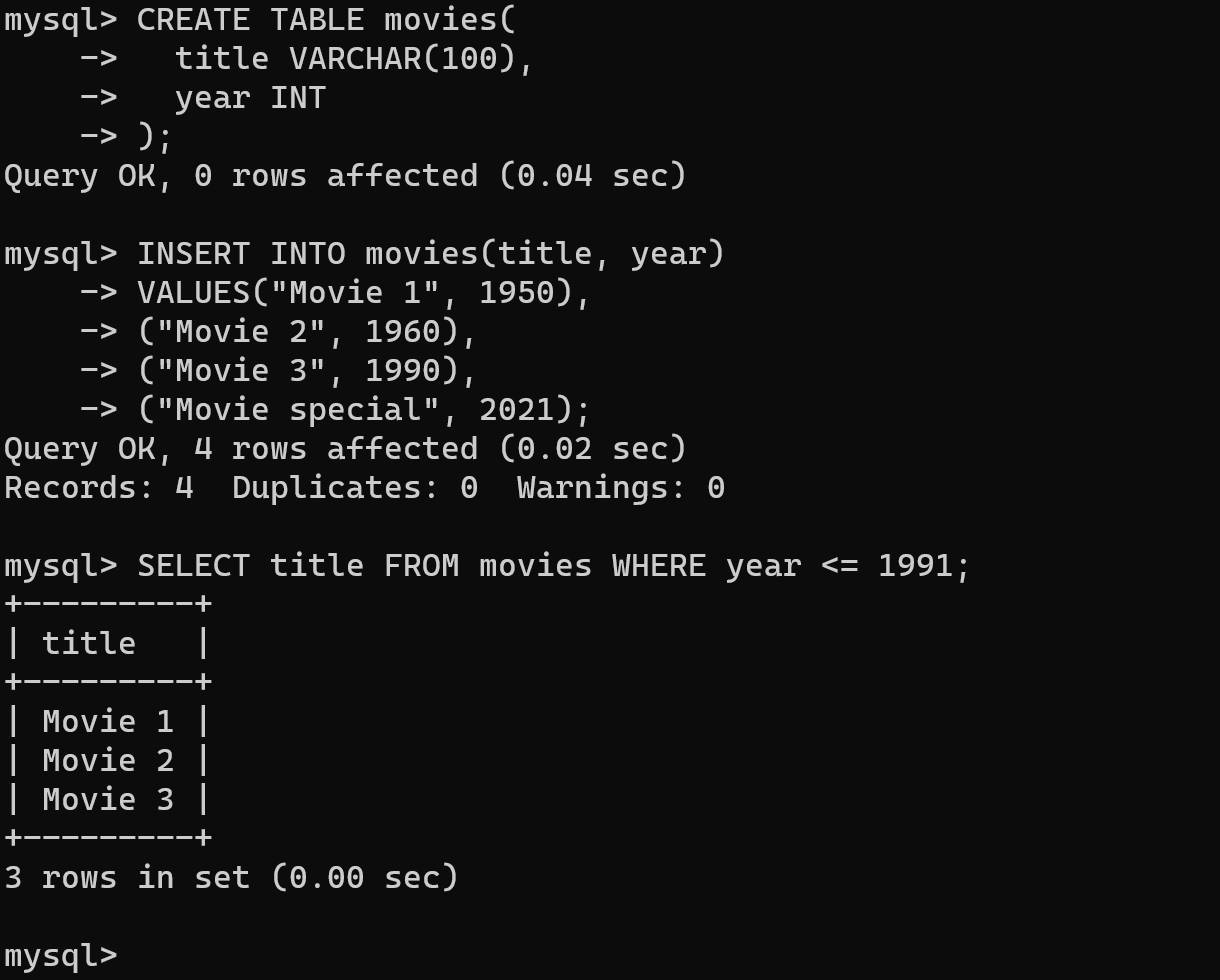 mysql> CREATE TABLE movies(
    ->   title VARCHAR(100),
    ->   year INT
    -> );
Query OK, 0 rows affected (0.04 sec)

mysql> INSERT INTO movies(title, year)
    -> VALUES("Movie 1", 1950),
    -> ("Movie 2", 1960),
    -> ("Movie 3", 1990),
    -> ("Movie special", 2021);
Query OK, 4 rows affected (0.02 sec)
Records: 4  Duplicates: 0  Warnings: 0

mysql> SELECT title FROM movies WHERE year <= 1991;
+---------+
| title   |
+---------+
| Movie 1 |
| Movie 2 |
| Movie 3 |
+---------+
3 rows in set (0.00 sec)

mysql>